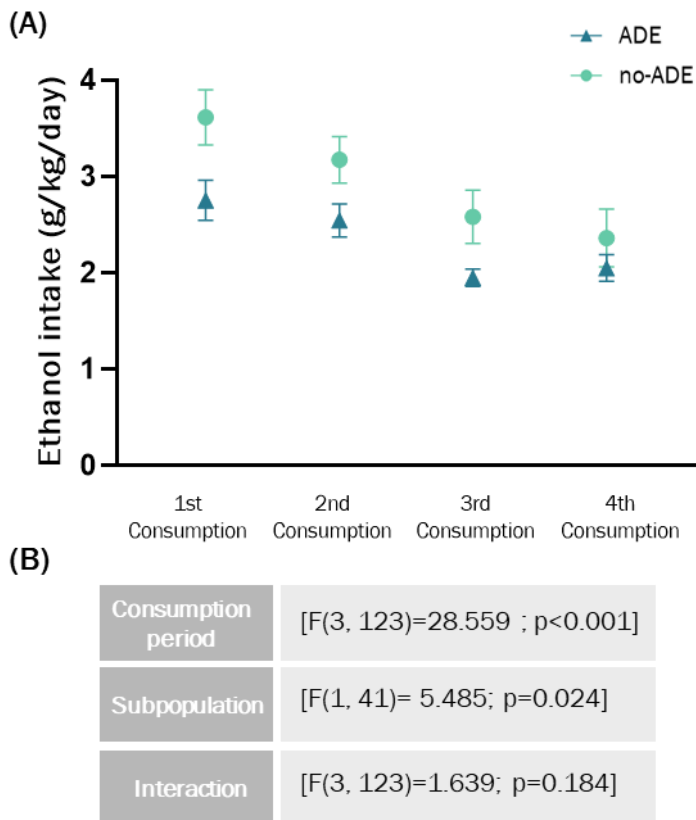 (A)
ADE
no-ADE
Ethanol intake (g/kg/day)
4
3
2
1
0
1st
Consumption
2nd
Consumption
3rd
Consumption
4th
Consumption
(B)
Consumption
period
[F(3, 123)=28.559 ; p<0.001]
Subpopulation
[F(1, 41)= 5.485; p=0.024]
Interaction
[F(3, 123)=1.639; p=0.184]